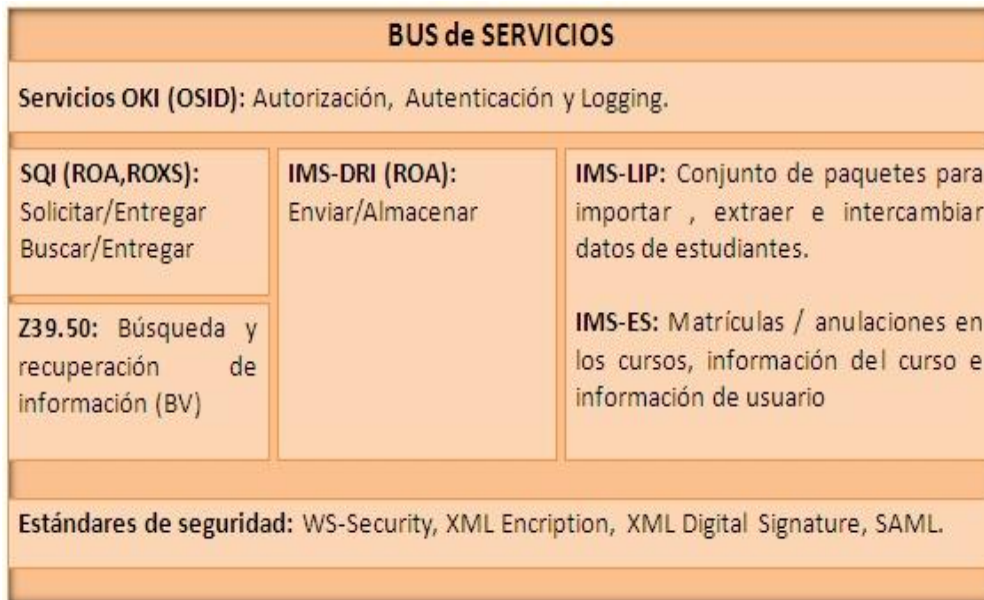 BUS de SERVICIOS
Servicios OKI (OSID): Autorización, Autenticación y Logging.
SQI (ROA,ROXS):
Solicitar/Entregar
Buscar/Entregar
Z39.50: Búsqueda y
recuperación de
información (BV)
IMS-DRI (ROA):
Enviar/Almacenar
IMS-LIP: Conjunto de paquetes para
importar , extraer e intercambiar
datos de estudiantes.
IMS-ES: Matrículas / anulaciones en
los cursos, información del curso e
información de usuario
Estándares de seguridad: WS-Security, XML Encription, XML Digital Signature, SAML.